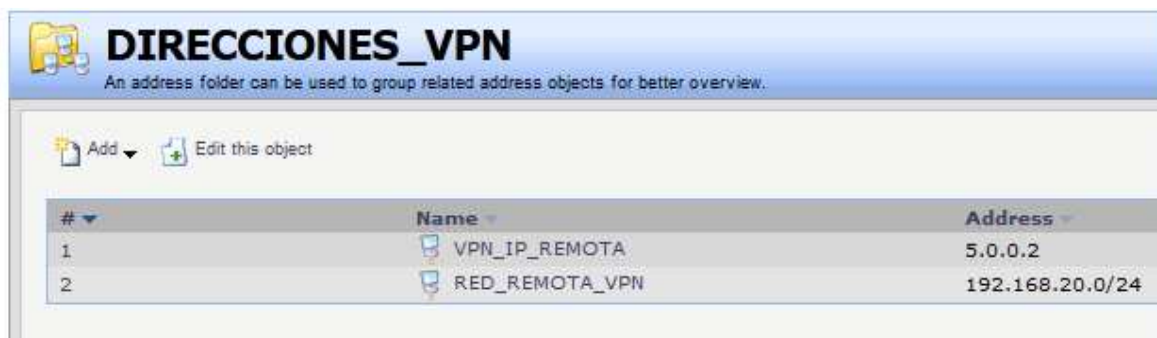 DIRECCIONES_VPN
An address folder can be used to group related address objects for better overview.
Add Edit this object
# Name Address
1 VPN_IP_REMOTA 5.0.0.2
2 RED_REMOTA_VPN 192.168.20.0/24